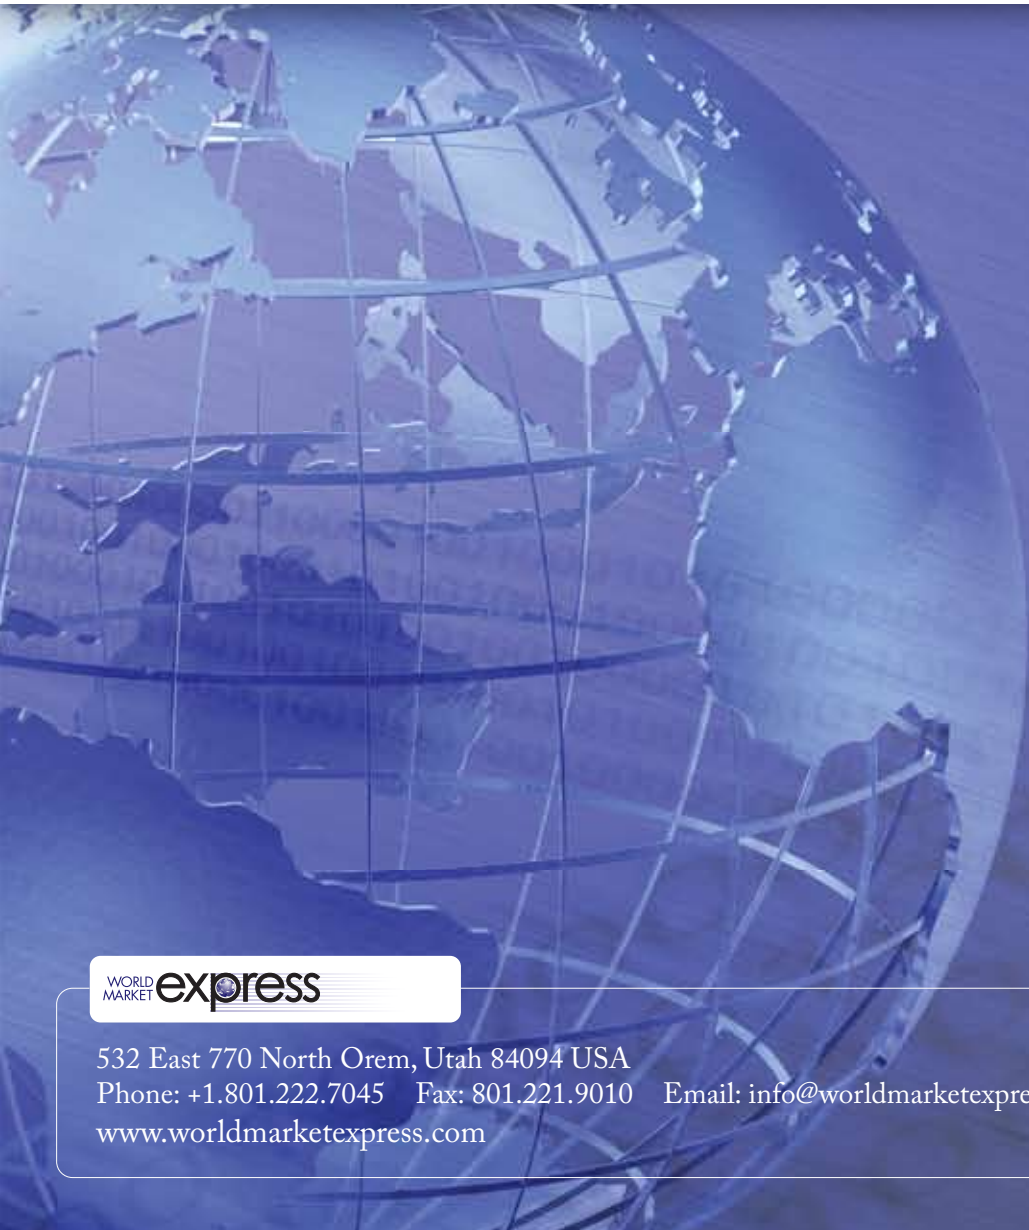 WORLD
MARKET express
532 East 770 North Orem, Utah 84094 USA
Phone: +1.801.222.7045 Fax: 801.221.9010 Email: info@worldmarketexpre
www.worldmarketexpress.com